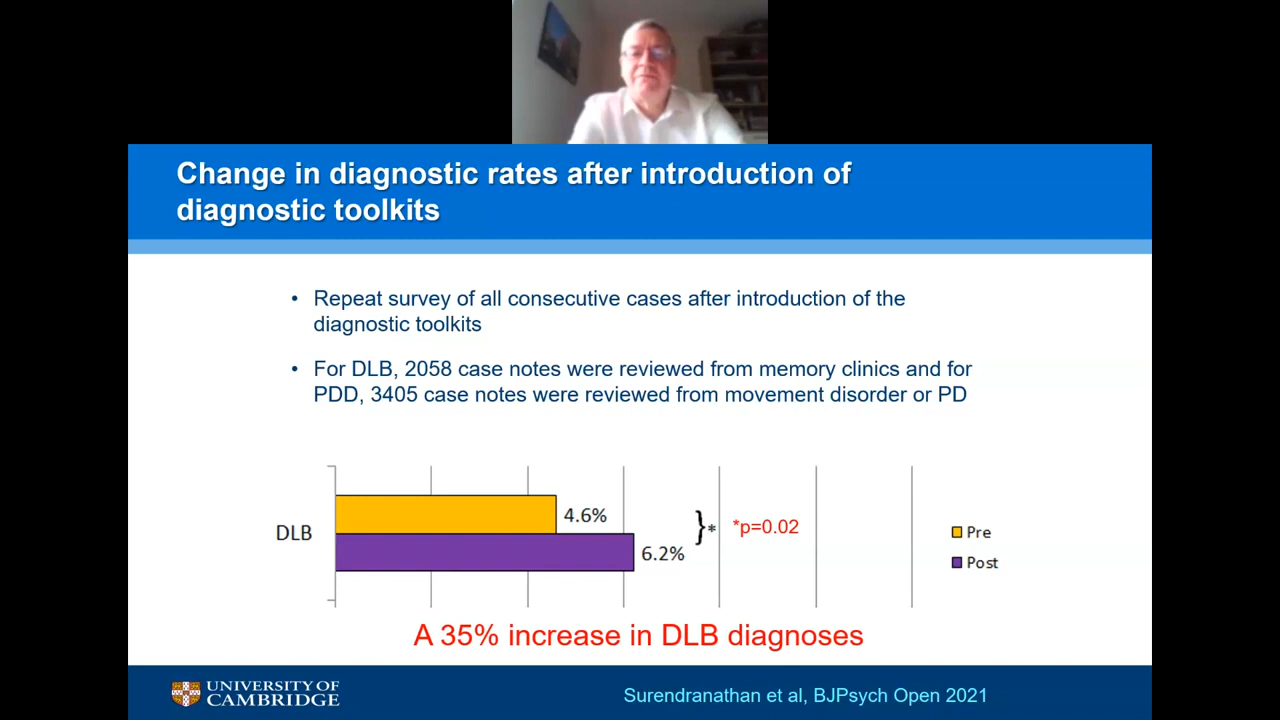 Change in diagnostic rates after introduction of
diagnostic toolkits
• Repeat survey of all consecutive cases after introduction of the
diagnostic toolkits
• For DLB, 2058 case notes were reviewed from memory clinics and for
PDD, 3405 case notes were reviewed from movement disorder or PD
DLB
4.6%
6.2%
}* *p=0.02
Pre
Post
A 35% increase in DLB diagnoses
UNIVERSITY OF
CAMBRIDGE
Surendranathan et al, BJPsych Open 2021